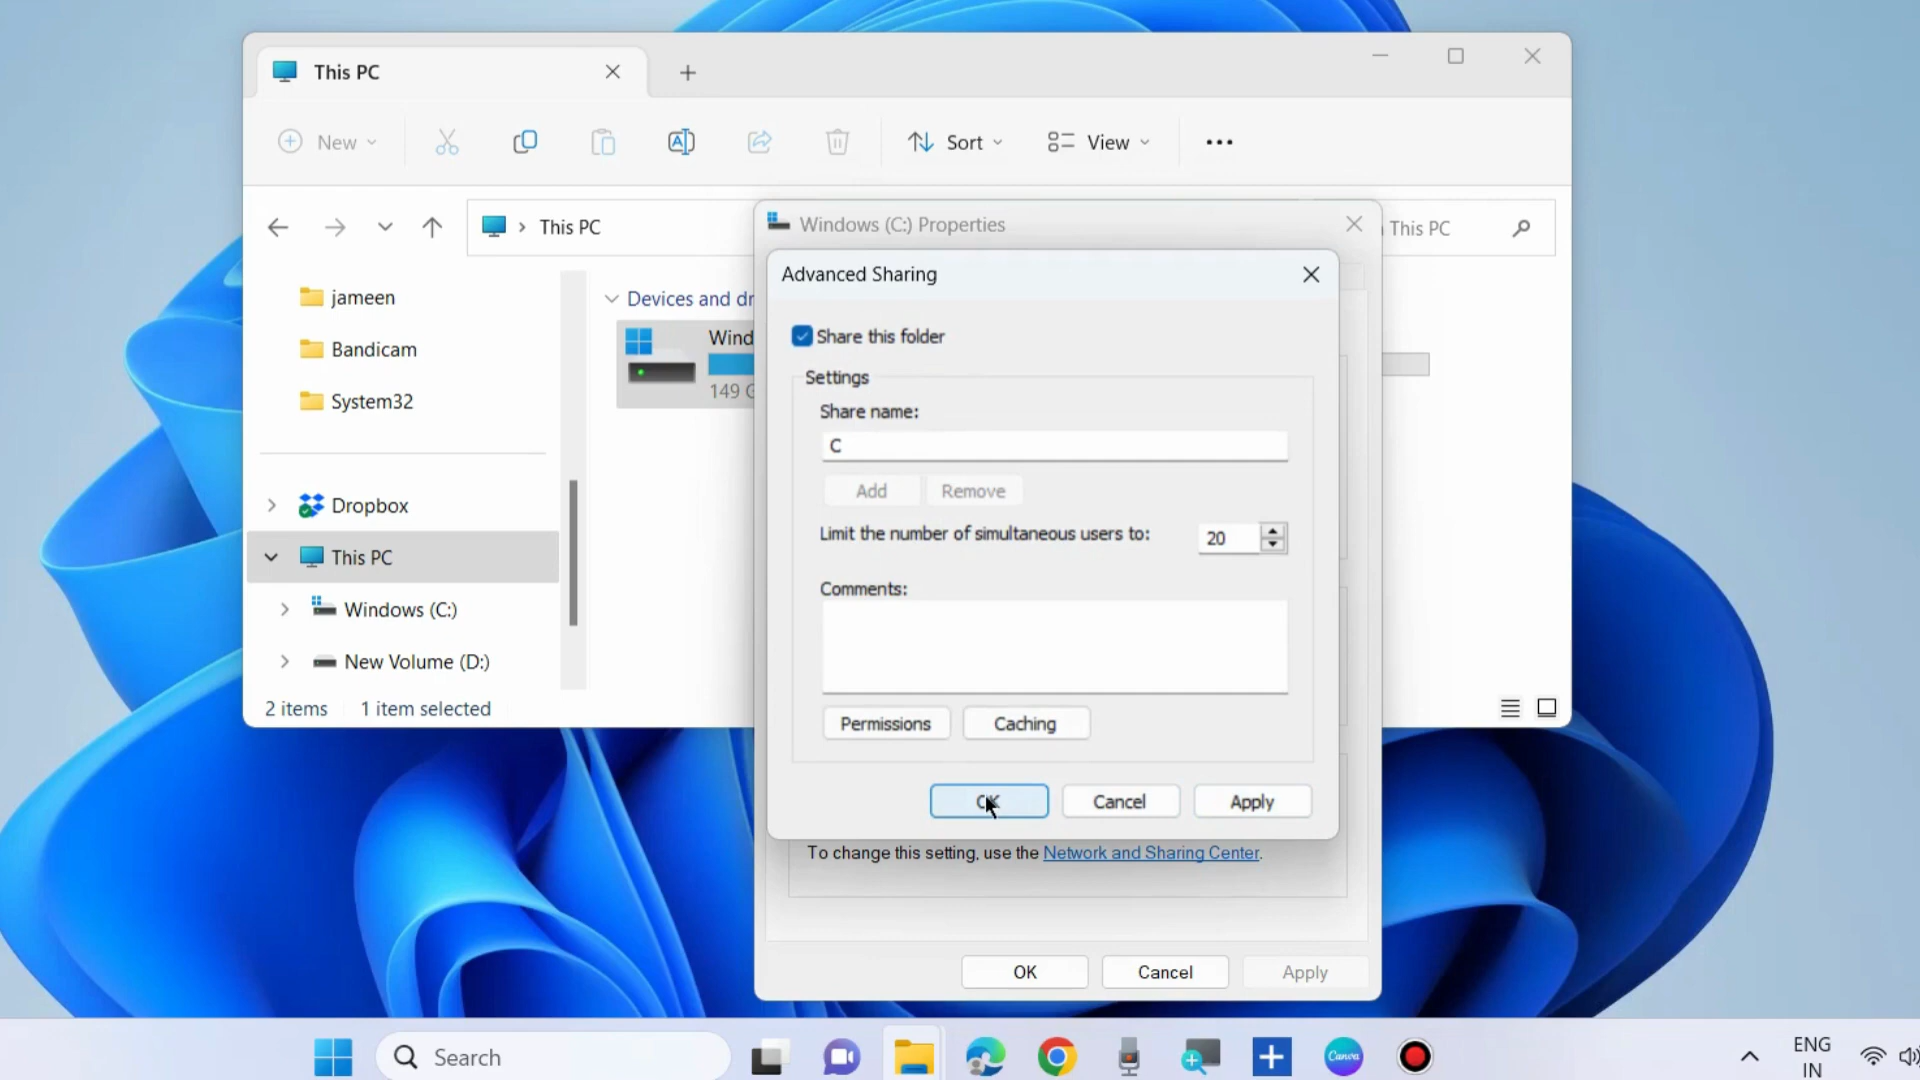 This PC
New
Sort
View
This PC
This PC
Windows (C:) Properties
Advanced Sharing
Share this folder
Settings
Share name:
C
Add Remove
Limit the number of simultaneous users to: 20
Comments:
Permissions Caching
OK Cancel Apply
To change this setting, use the Network and Sharing Center.
OK Cancel Apply
jameen
Bandicam
System32
Dropbox
This PC
Windows (C:)
New Volume (D:)
Devices and dr
Wind
149 G
2 items 1 item selected
Search
Canva
ENG
IN